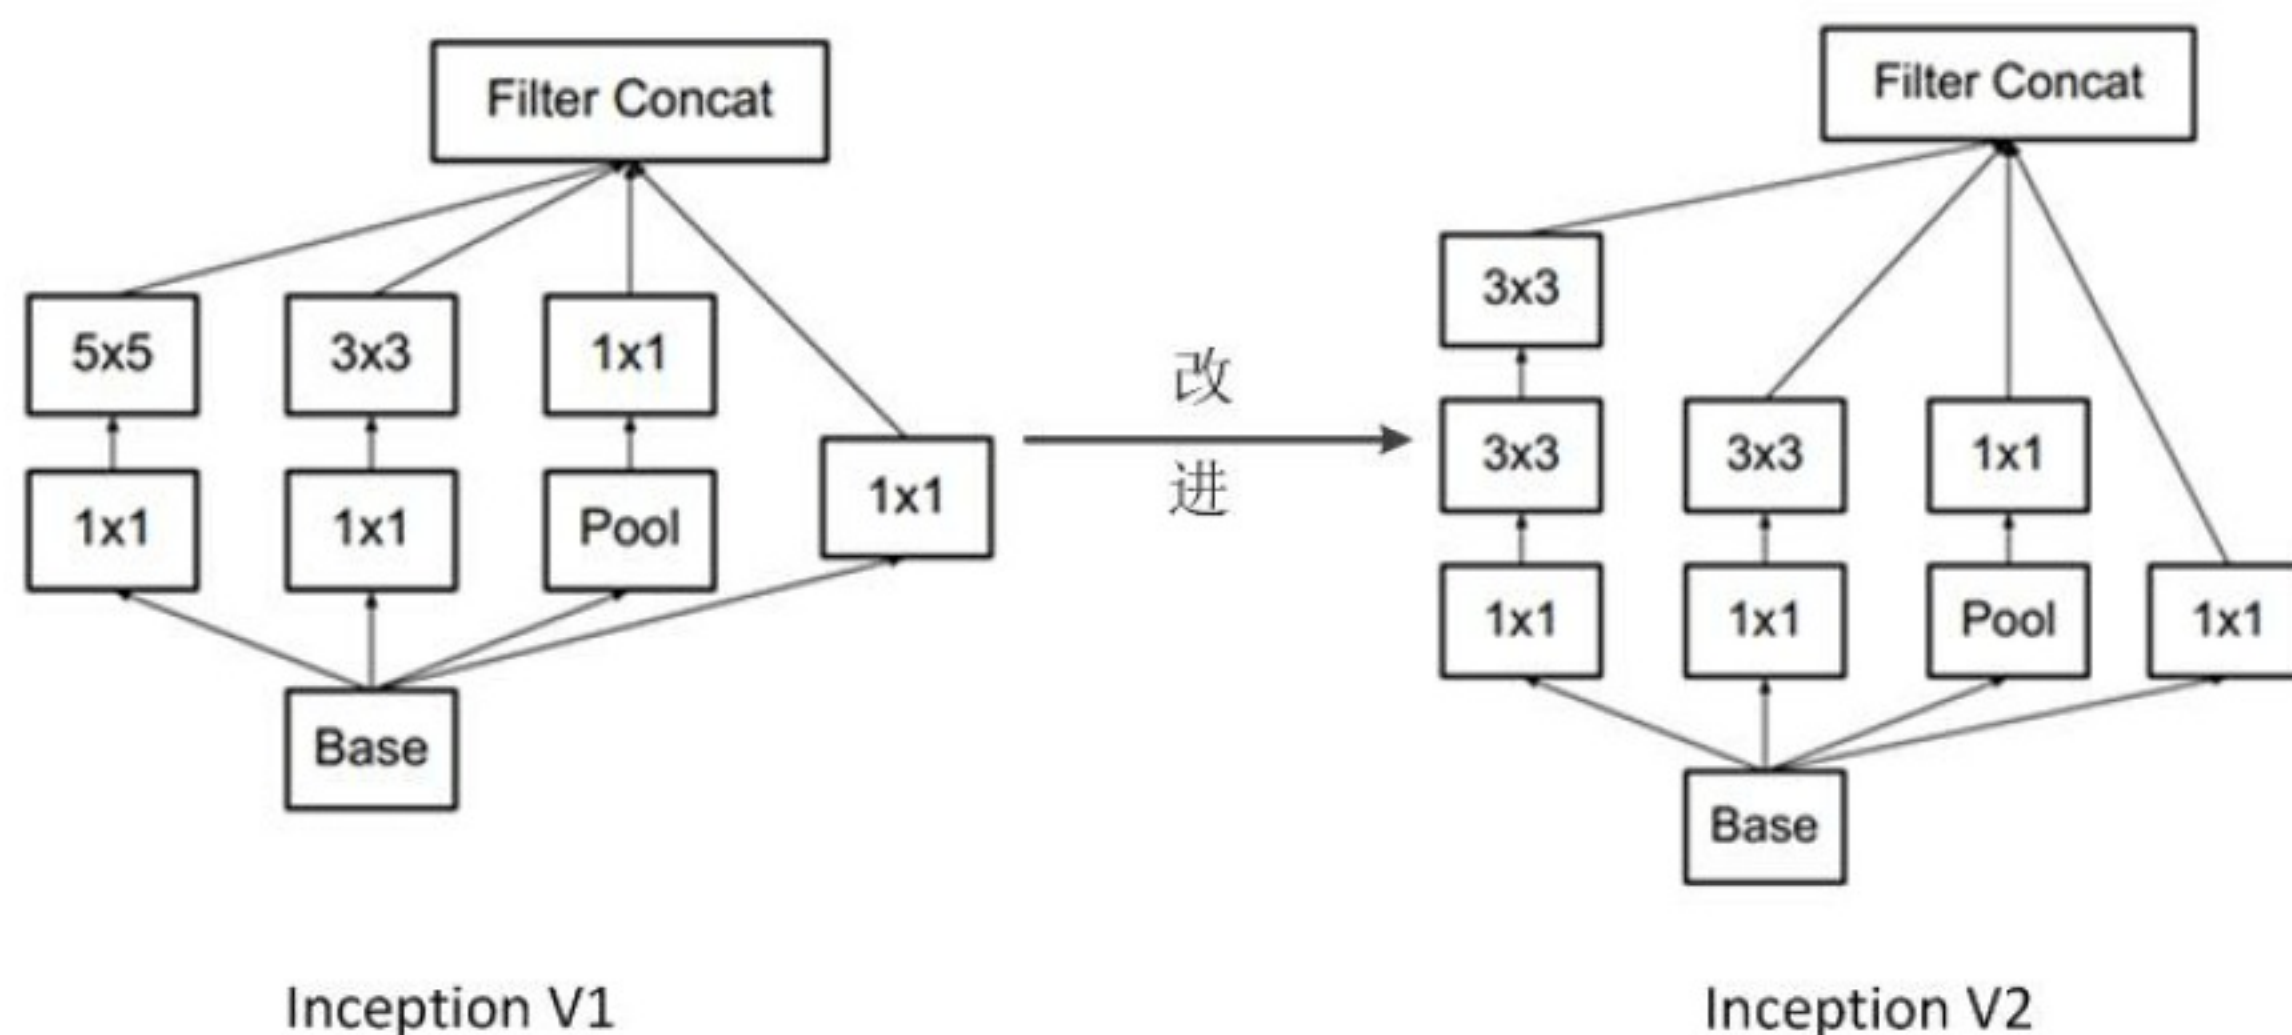 Filter Concat
5x5
3x3
1x1
1x1
1x1
Pool
1x1
Base
Inception V1
改
进
Filter Concat
3x3
3x3
3x3
1x1
1x1
1x1
Pool
1x1
Base
Inception V2